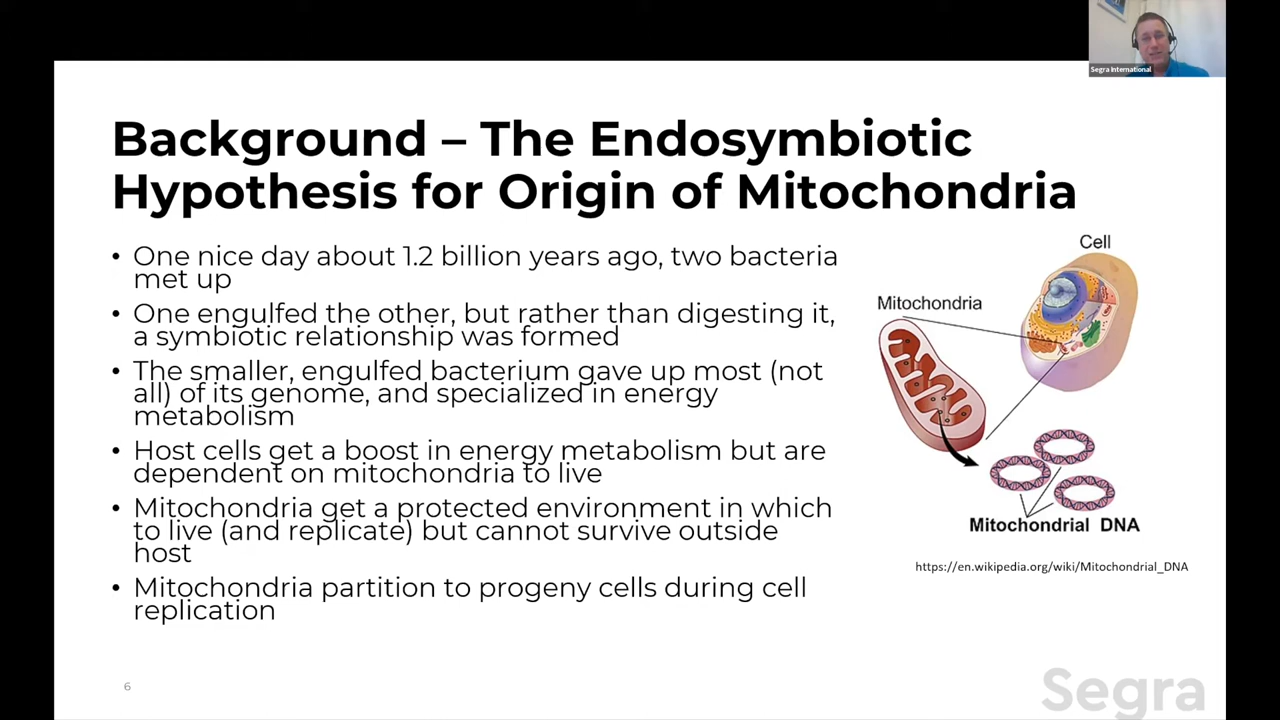 Segra International
Background – The Endosymbiotic
Hypothesis for Origin of Mitochondria
• One nice day about 1.2 billion years ago, two bacteria
met up
• One engulfed the other, but rather than digesting it,
a symbiotic relationship was formed
• The smaller, engulfed bacterium gave up most (not
all) of its genome, and specialized in energy
metabolism
• Host cells get a boost in energy metabolism but are
dependent on mitochondria to live
• Mitochondria get a protected environment in which
to live (and replicate) but cannot survive outside
host
• Mitochondria partition to progeny cells during cell
replication
Cell
Mitochondria
Mitochondrial DNA
https://en.wikipedia.org/wiki/Mitochondrial_DNA
6
Segra